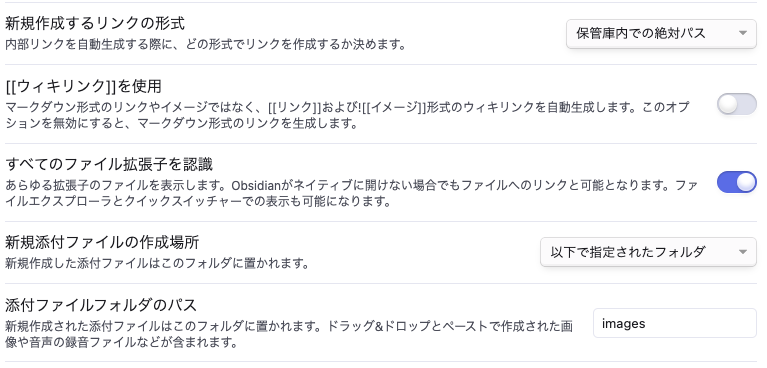 新規作成するリンクの形式
保管庫内での絶対パス
内部リンクを自動生成する際に、どの形式でリンクを作成するか決めます。
[[ウィキリンク]]を使用
マークダウン形式のリンクやイメージではなく、[[リンク]]および![[イメージ]]形式のウィキリンクを自動生成します。このオプ
ションを無効にすると、マークダウン形式のリンクを生成します。
すべてのファイル拡張子を認識
あらゆる拡張子のファイルを表示します。Obsidianがネイティブに開けない場合でもファイルへのリンクと可能となります。ファ
イルエクスプローラとクイックスイッチャーでの表示も可能になります。
新規添付ファイルの作成場所
以下で指定されたフォルダ
新規作成した添付ファイルはこのフォルダに置かれます。
添付ファイルフォルダのパス
新規作成された添付ファイルはこのフォルダに置かれます。ドラッグ&ドロップとペーストで作成された画
像や音声の録音ファイルなどが含まれます。
images